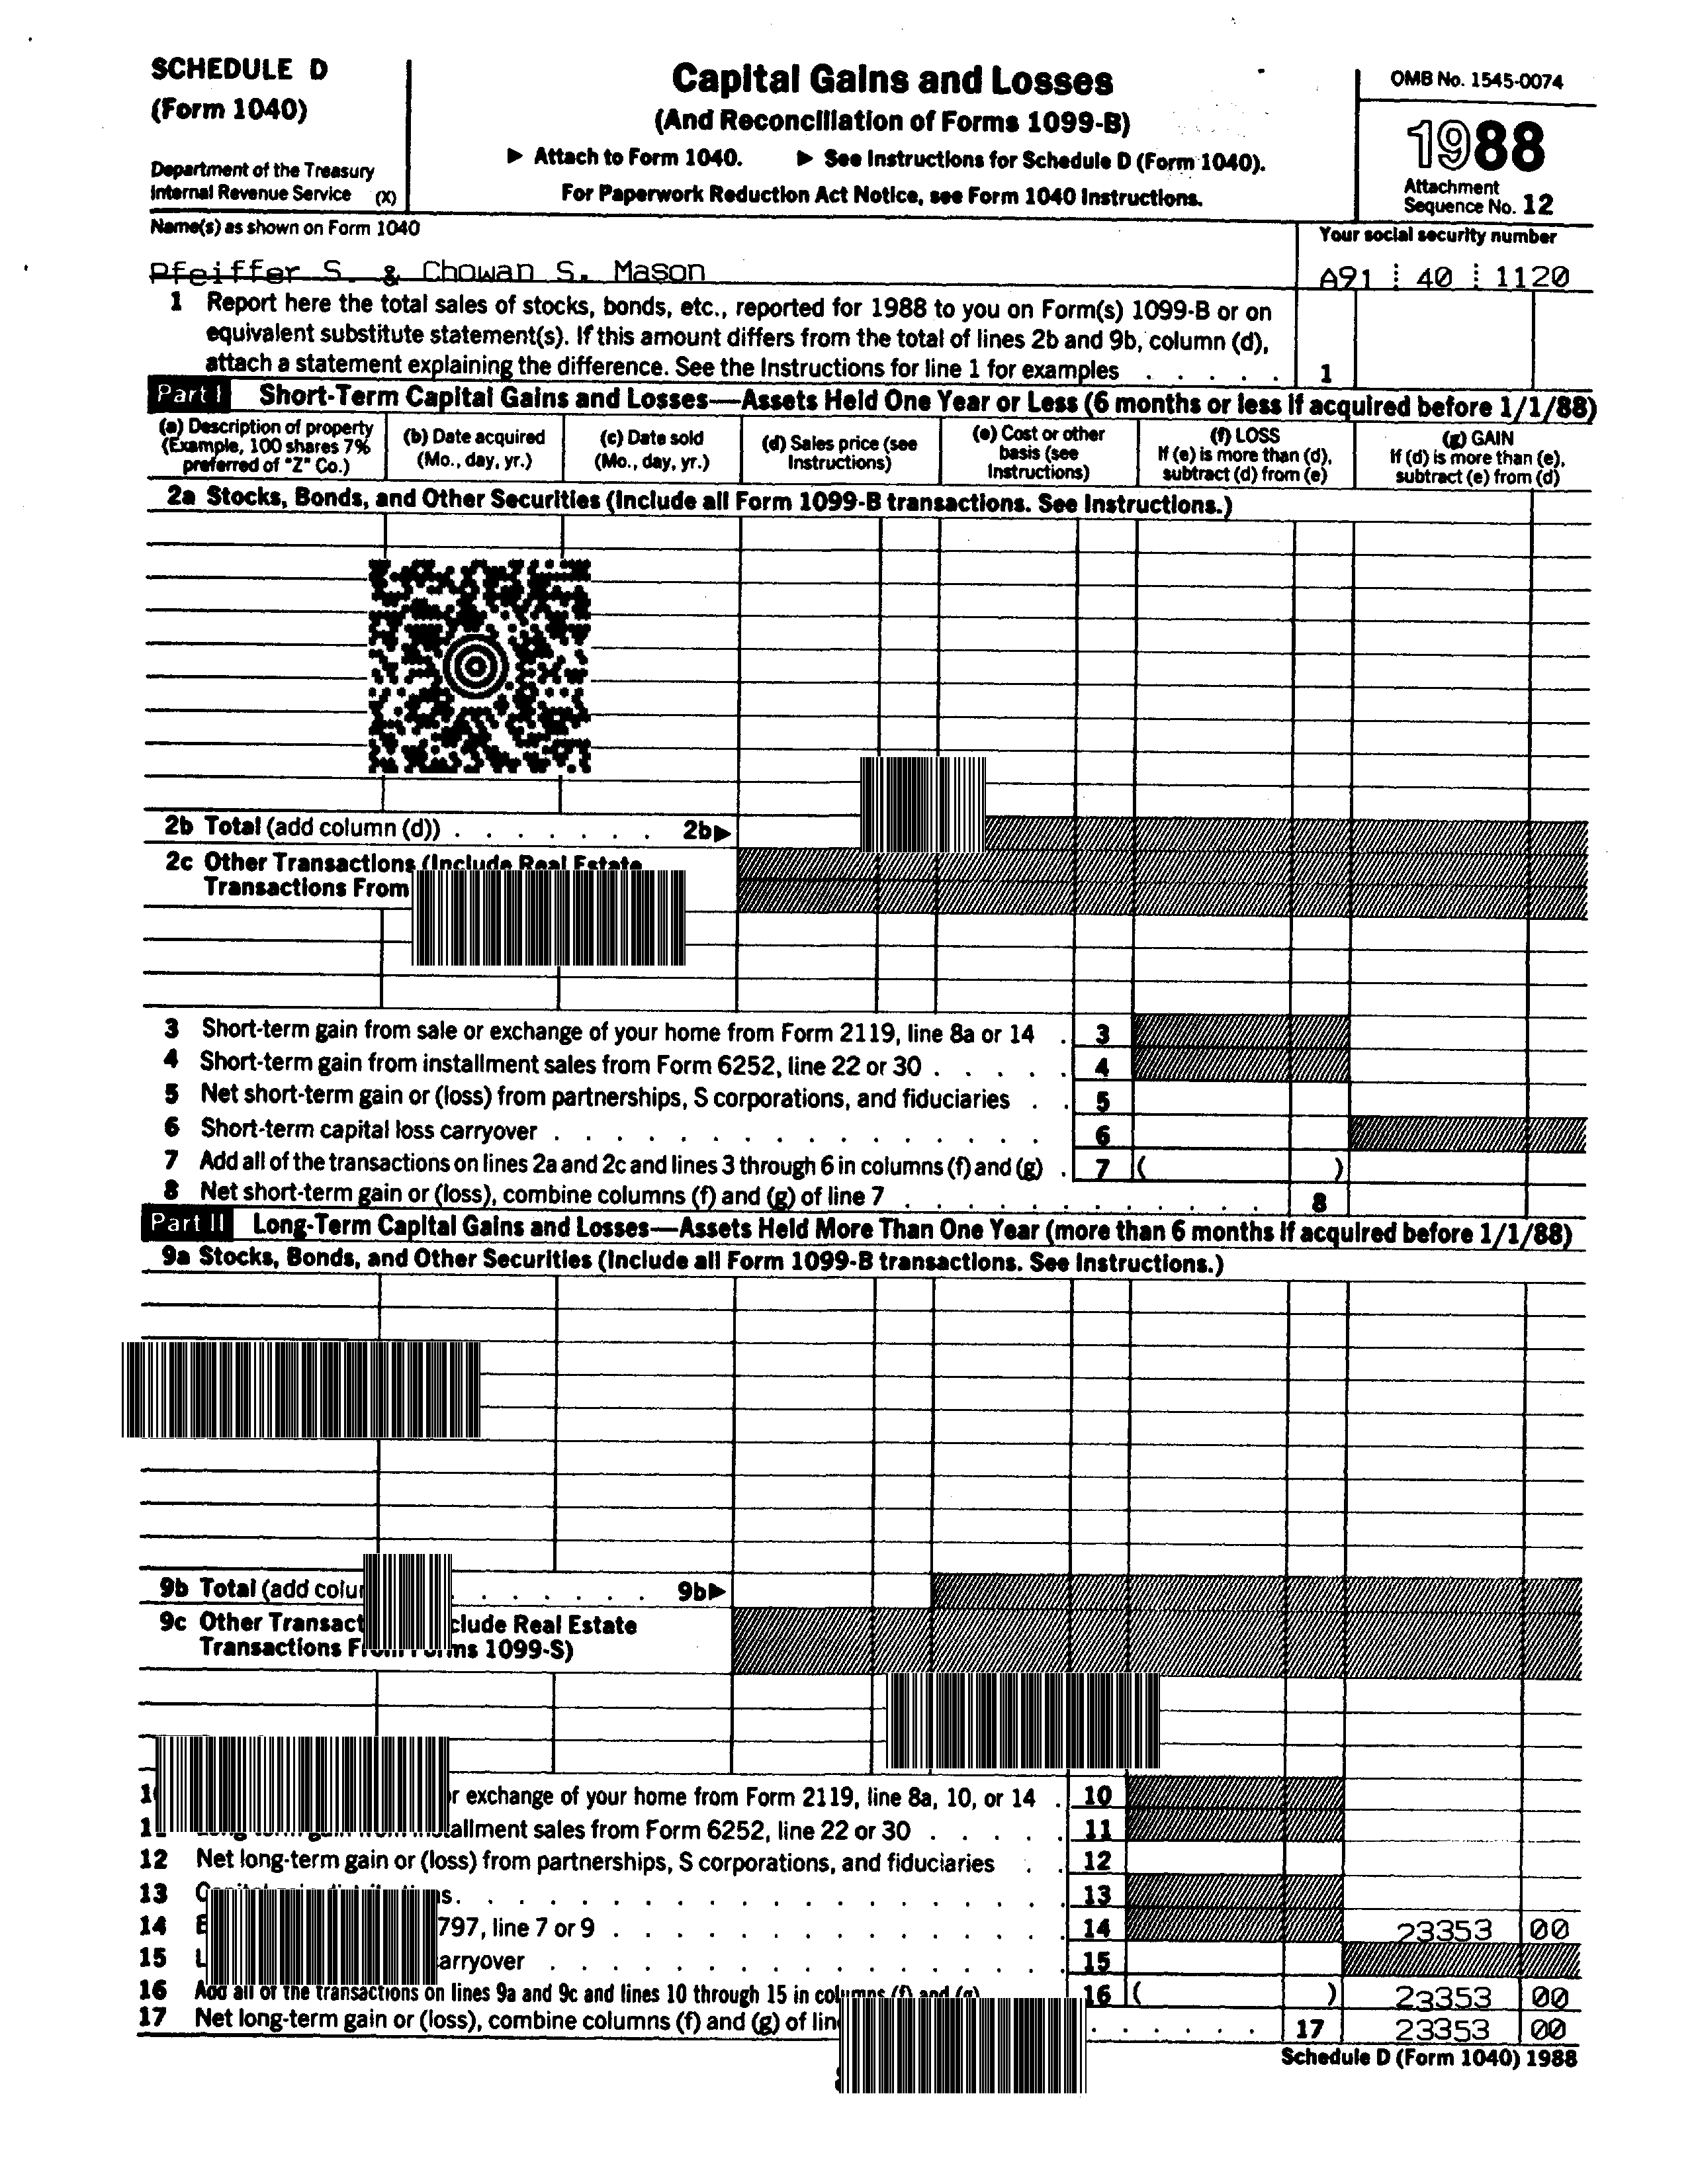 SCHEDULE D
(Form 1040)
Department of the Treasury
Internal Revenue Service (X)
Capital Gains and Losses
(And Reconciliation of Forms 1099-B)
▶ Attach to Form 1040. ▶ See Instructions for Schedule D (Form 1040).
For Paperwork Reduction Act Notice, see Form 1040 Instructions.
OMB No. 1545-0074
1988
Attachment
Sequence No. 12
Name(s) as shown on Form 1040
Your social security number
Pfeiffer S. & Chowan S. Mason
A91 40 1120
1 Report here the total sales of stocks, bonds, etc., reported for 1988 to you on Form(s) 1099-B or on
equivalent substitute statement(s). If this amount differs from the total of lines 2b and 9b, column (d),
attach a statement explaining the difference. See the Instructions for line 1 for examples . . . . . 1
Part I Short-Term Capital Gains and Losses—Assets Held One Year or Less (6 months or less if acquired before 1/1/88)
(a) Description of property
(Example, 100 shares 7%
preferred of "Z" Co.)
(b) Date acquired
(Mo., day, yr.)
(c) Date sold
(Mo., day, yr.)
(d) Sales price (see
Instructions)
(e) Cost or other
basis (see
Instructions)
(f) LOSS
If (e) is more than (d),
subtract (d) from (e)
(g) GAIN
If (d) is more than (e),
subtract (e) from (d)
2a Stocks, Bonds, and Other Securities (Include all Form 1099-B transactions. See Instructions.)
2b Total (add column (d)) . . . . . . . 2b▶
2c Other Transactions (Include Real Estate
Transactions From
3 Short-term gain from sale or exchange of your home from Form 2119, line 8a or 14 . 3
4 Short-term gain from installment sales from Form 6252, line 22 or 30 . . . . . 4
5 Net short-term gain or (loss) from partnerships, S corporations, and fiduciaries . . 5
6 Short-term capital loss carryover . . . . . . . . . . . . . . . . 6
7 Add all of the transactions on lines 2a and 2c and lines 3 through 6 in columns (f) and (g) . 7 ( )
8 Net short-term gain or (loss), combine columns (f) and (g) of line 7 . . . . . . . . . . . . . . 8
Part II Long-Term Capital Gains and Losses—Assets Held More Than One Year (more than 6 months if acquired before 1/1/88)
9a Stocks, Bonds, and Other Securities (Include all Form 1099-B transactions. See Instructions.)
9b Total (add . . . . . . 9b▶
9c Other Real Estate
Transactions 1099-S)
exchange of your home from Form 2119, line 8a, 10, or 14 . 10
sales from Form 6252, line 22 or 30 . . . . . 11
12 Net long-term gain or (loss) from partnerships, S corporations, and fiduciaries . . 12
13 . . . . . . . . . . . . . . . . . . 13
14 line 7 or 9 . . . . . . . . . . . . . . . . . 14 23353 00
15 . . . . . . . . . . . . . . . . . . 15
16 Add all of the transactions on lines 9a and 9c and lines 10 through 15 in columns (f) and (g) 16 ( ) 23353 00
17 Net long-term gain or (loss), combine columns (f) and (g) of . . . . . . 17 23353 00
Schedule D (Form 1040) 1988